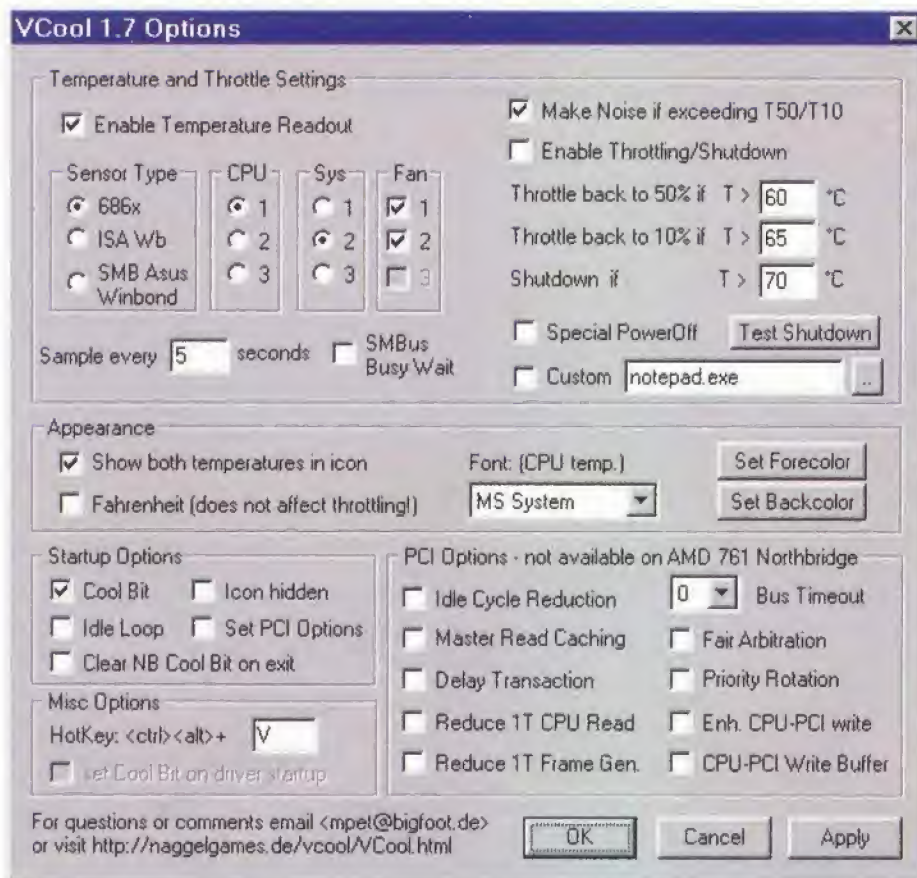 VCool 1.7 Options
Temperature and Throttle Settings
Enable Temperature Readout
Sensor Type
686x
ISA Wb
SMB Asus
Winbond
CPU
1
2
3
Sys
1
2
3
Fan
1
2
3
Sample every 5 seconds
SMBus
Busy Wait
Make Noise if exceeding T50/T10
Enable Throttling/Shutdown
Throttle back to 50% if T > 60 °C
Throttle back to 10% if T > 65 °C
Shutdown if T > 70 °C
Special PowerOff Test Shutdown
Custom notepad.exe ..
Appearance
Show both temperatures in icon
Fahrenheit (does not affect throttling!)
Font: (CPU temp.)
MS System
Set Forecolor
Set Backcolor
Startup Options
Cool Bit Icon hidden
Idle Loop Set PCI Options
Clear NB Cool Bit on exit
Misc Options
HotKey: <ctrl><alt>+ V
set Cool Bit on driver startup
PCI Options - not available on AMD 761 Northbridge
Idle Cycle Reduction 0 Bus Timeout
Master Read Caching Fair Arbitration
Delay Transaction Priority Rotation
Reduce 1T CPU Read Enh. CPU-PCI write
Reduce 1T Frame Gen. CPU-PCI Write Buffer
For questions or comments email <mpet@bigfoot.de>
or visit http://naggelgames.de/vcool/VCool.html
OK Cancel Apply